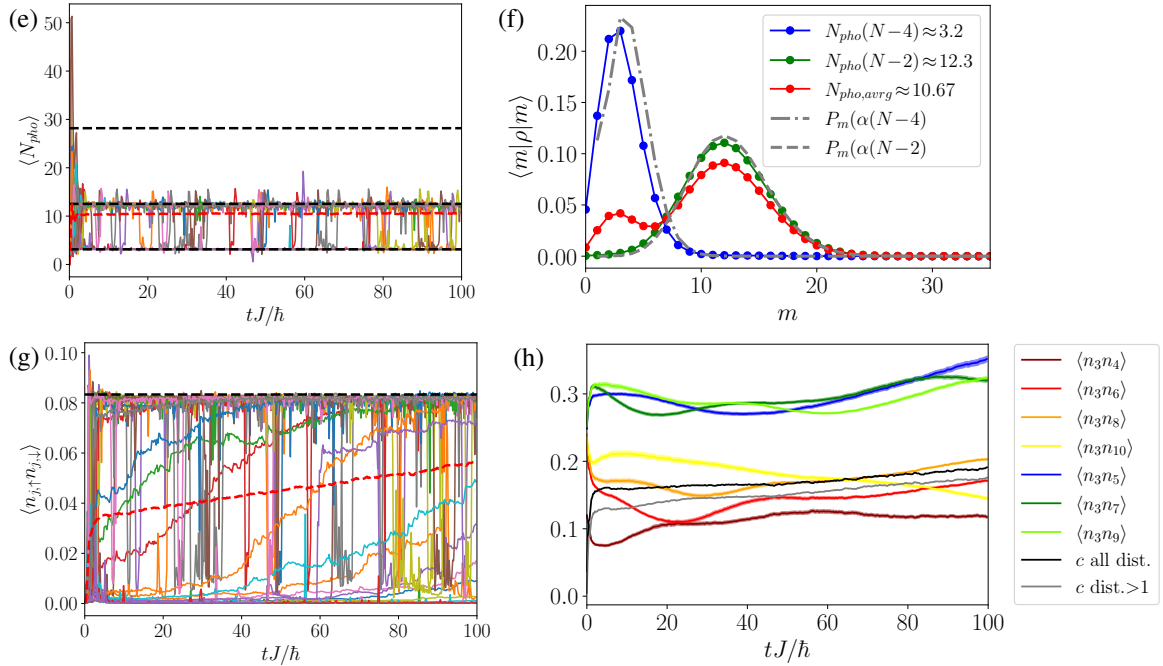 (e)
50
40
30
20
10
0
⟨N_pho⟩
0 20 40 60 80 100
tJ/ħ
(f)
0.20
0.15
0.10
0.05
0.00
⟨m|ρ|m⟩
0 10 20 30
m
N_pho(N−4)≈3.2
N_pho(N−2)≈12.3
N_pho,avrg≈10.67
P_m(α(N−4)
P_m(α(N−2)
(g)
0.10
0.08
0.06
0.04
0.02
0.00
⟨n_j,↑n_j,↓⟩
0 20 40 60 80 100
tJ/ħ
(h)
0.3
0.2
0.1
0.0
0 20 40 60 80 100
tJ/ħ
⟨n_3n_4⟩
⟨n_3n_6⟩
⟨n_3n_8⟩
⟨n_3n_10⟩
⟨n_3n_5⟩
⟨n_3n_7⟩
⟨n_3n_9⟩
c all dist.
c dist.>1